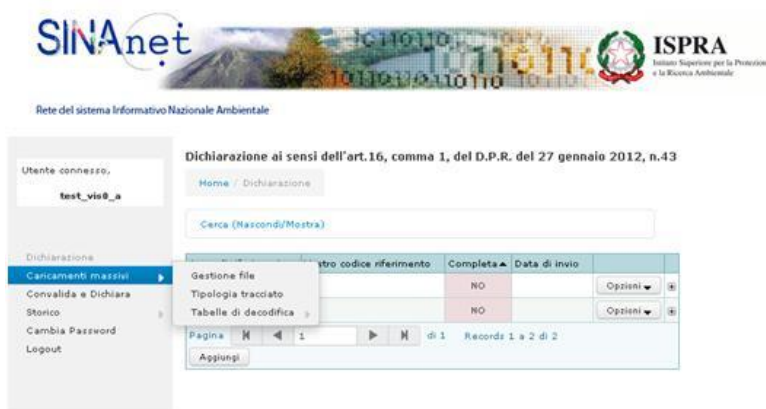 SINAnet
ISPRA
Istituto Superiore per la Protezione
e la Ricerca Ambientale
Rete del sistema Informativo Nazionale Ambientale
Dichiarazione ai sensi dell'art.16, comma 1, del D.P.R. del 27 gennaio 2012, n.43
Utente connesso,
test_vis0_a
Home / Dichiarazione
Cerca (Nascondi/Mostra)
Dichiarazione
codice riferimento Completa Data di invio
Caricamenti massivi
Gestione file
NO Opzioni
Convalida e Dichiara
Tipologia tracciato
Storico
Tabelle di decodifica
NO Opzioni
Cambia Password
Pagina 1 di 1 Records 1 a 2 di 2
Logout
Aggiungi